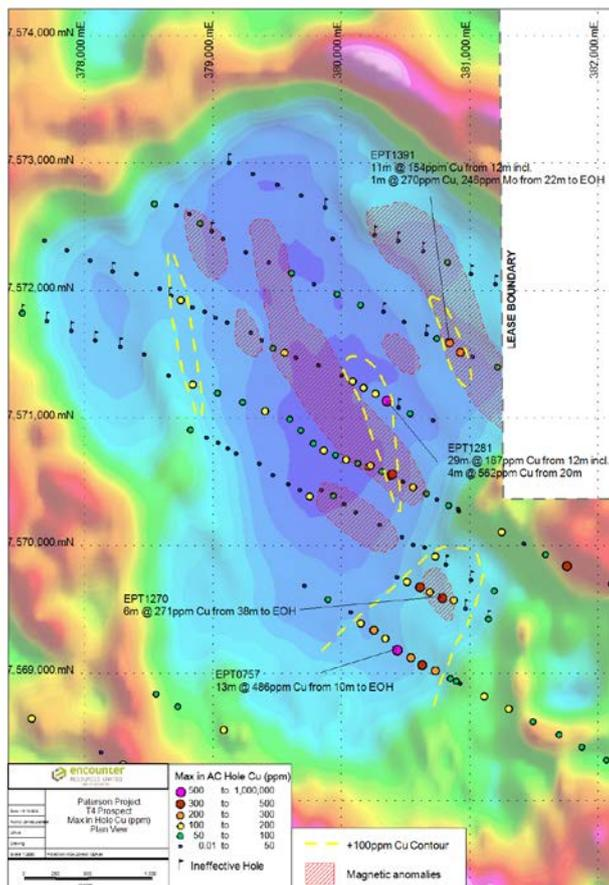 378,000 mE
379,000 mE
380,000 mE
381,000 mE
382,000 mE
7,574,000 mN
7,573,000 mN
EPT1391
11m @ 154ppm Cu from 12m incl.
1m @ 270ppm Cu, 246ppm Mo from 22m to EOH
7,572,000 mN
LEASE BOUNDARY
7,571,000 mN
EPT1281
29m @ 187ppm Cu from 12m incl.
4m @ 562ppm Cu from 20m
7,570,000 mN
EPT1270
6m @ 271ppm Cu from 38m to EOH
7,569,000 mN
EPT0757
13m @ 486ppm Cu from 10m to EOH
encounter
RESOURCES LIMITED
Paterson Project
T4 Prospect
Max in Hole Cu (ppm)
Plan View
Max in AC Hole Cu (ppm)
500 to 1,000,000
300 to 500
200 to 300
100 to 200
50 to 100
0.01 to 50
Ineffective Hole
+100ppm Cu Contour
Magnetic anomalies